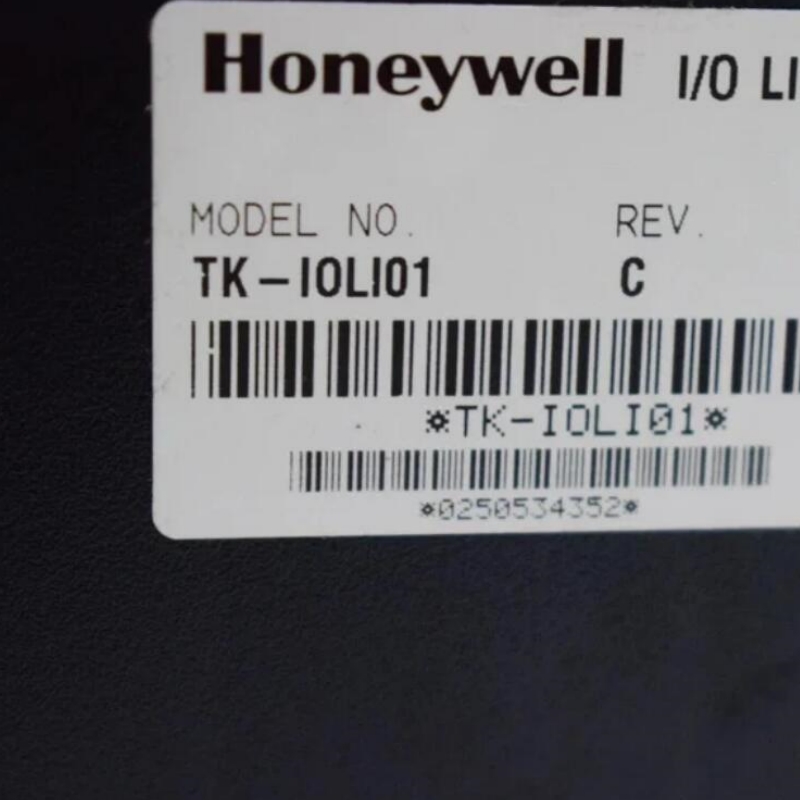 Honeywell I/O LI
MODEL NO. REV.
TK-IOLI01 C
*TK-IOLI01*
*0250534352*